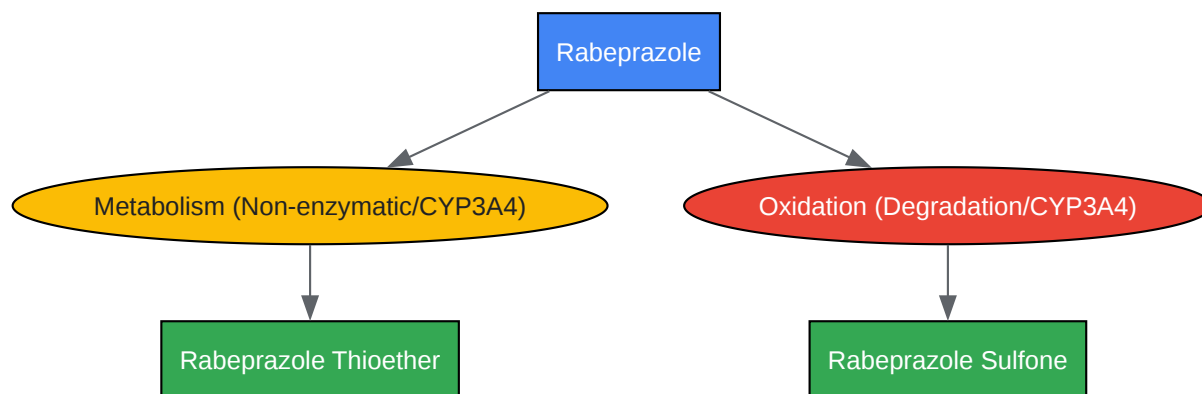 Rabeprazole
Metabolism (Non-enzymatic/CYP3A4)
Oxidation (Degradation/CYP3A4)
Rabeprazole Thioether
Rabeprazole Sulfone